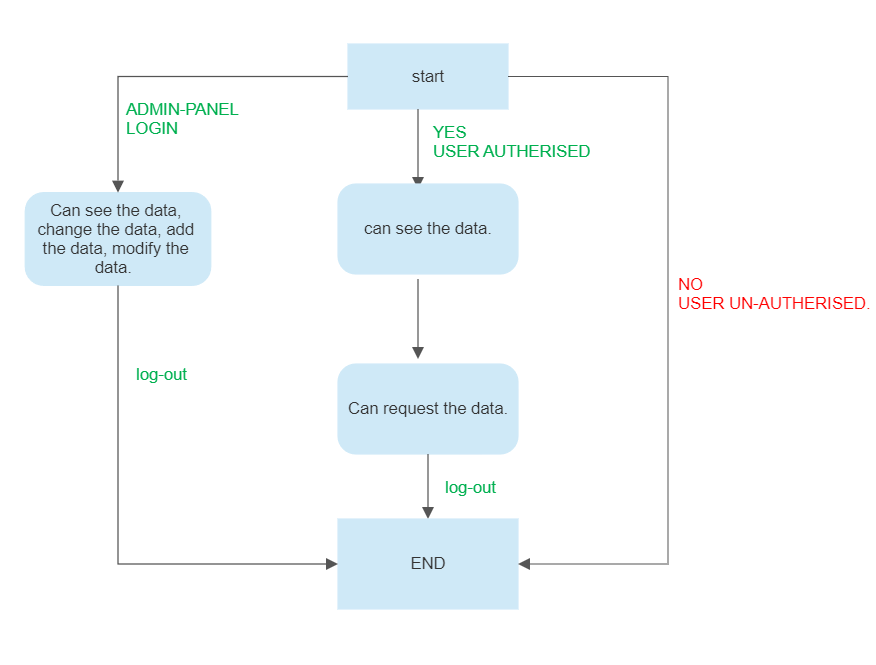 start
ADMIN-PANEL
LOGIN
YES
USER AUTHERISED
Can see the data,
change the data, add
the data, modify the
data.
can see the data.
NO
USER UN-AUTHERISED.
log-out
Can request the data.
log-out
END